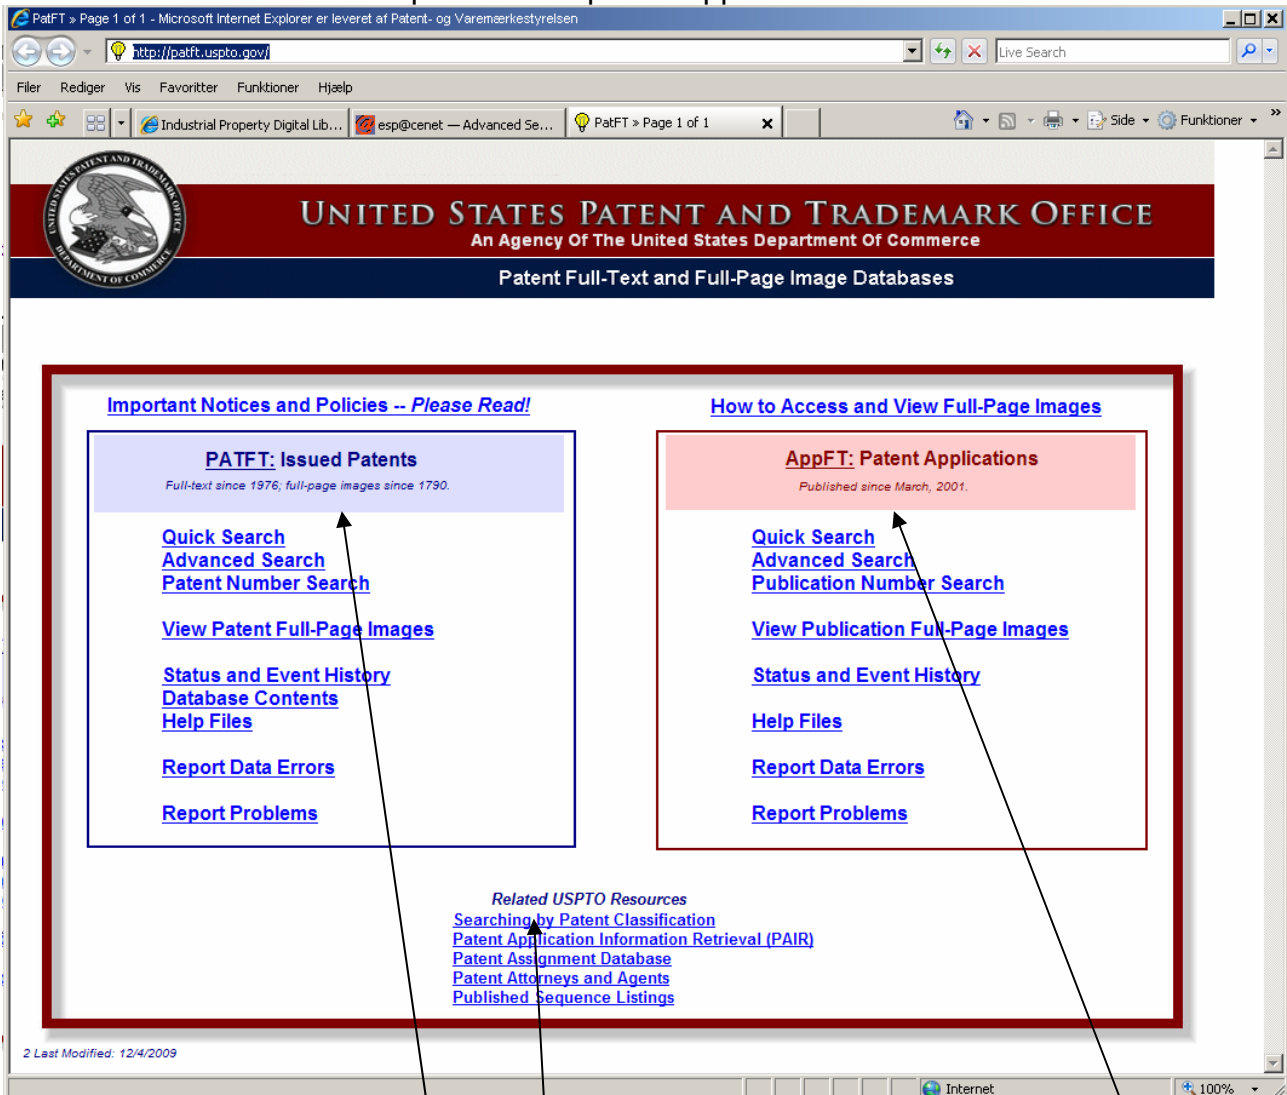 PatFT » Page 1 of 1 - Microsoft Internet Explorer er leveret af Patent- og Varemærkestyrelsen
http://patft.uspto.gov/
Live Search
Filer Rediger Vis Favoritter Funktioner Hjælp
Industrial Property Digital Lib... esp@cenet — Advanced Se... PatFT » Page 1 of 1 Side Funktioner »
UNITED STATES PATENT AND TRADEMARK OFFICE
DEPARTMENT OF COMMERCE
UNITED STATES PATENT AND TRADEMARK OFFICE
An Agency Of The United States Department Of Commerce
Patent Full-Text and Full-Page Image Databases
Important Notices and Policies -- Please Read!
PATFT: Issued Patents
Full-text since 1976; full-page images since 1790.
Quick Search
Advanced Search
Patent Number Search
View Patent Full-Page Images
Status and Event History
Database Contents
Help Files
Report Data Errors
Report Problems
How to Access and View Full-Page Images
AppFT: Patent Applications
Published since March, 2001.
Quick Search
Advanced Search
Publication Number Search
View Publication Full-Page Images
Status and Event History
Help Files
Report Data Errors
Report Problems
Related USPTO Resources
Searching by Patent Classification
Patent Application Information Retrieval (PAIR)
Patent Assignment Database
Patent Attorneys and Agents
Published Sequence Listings
2 Last Modified: 12/4/2009
Internet 100%